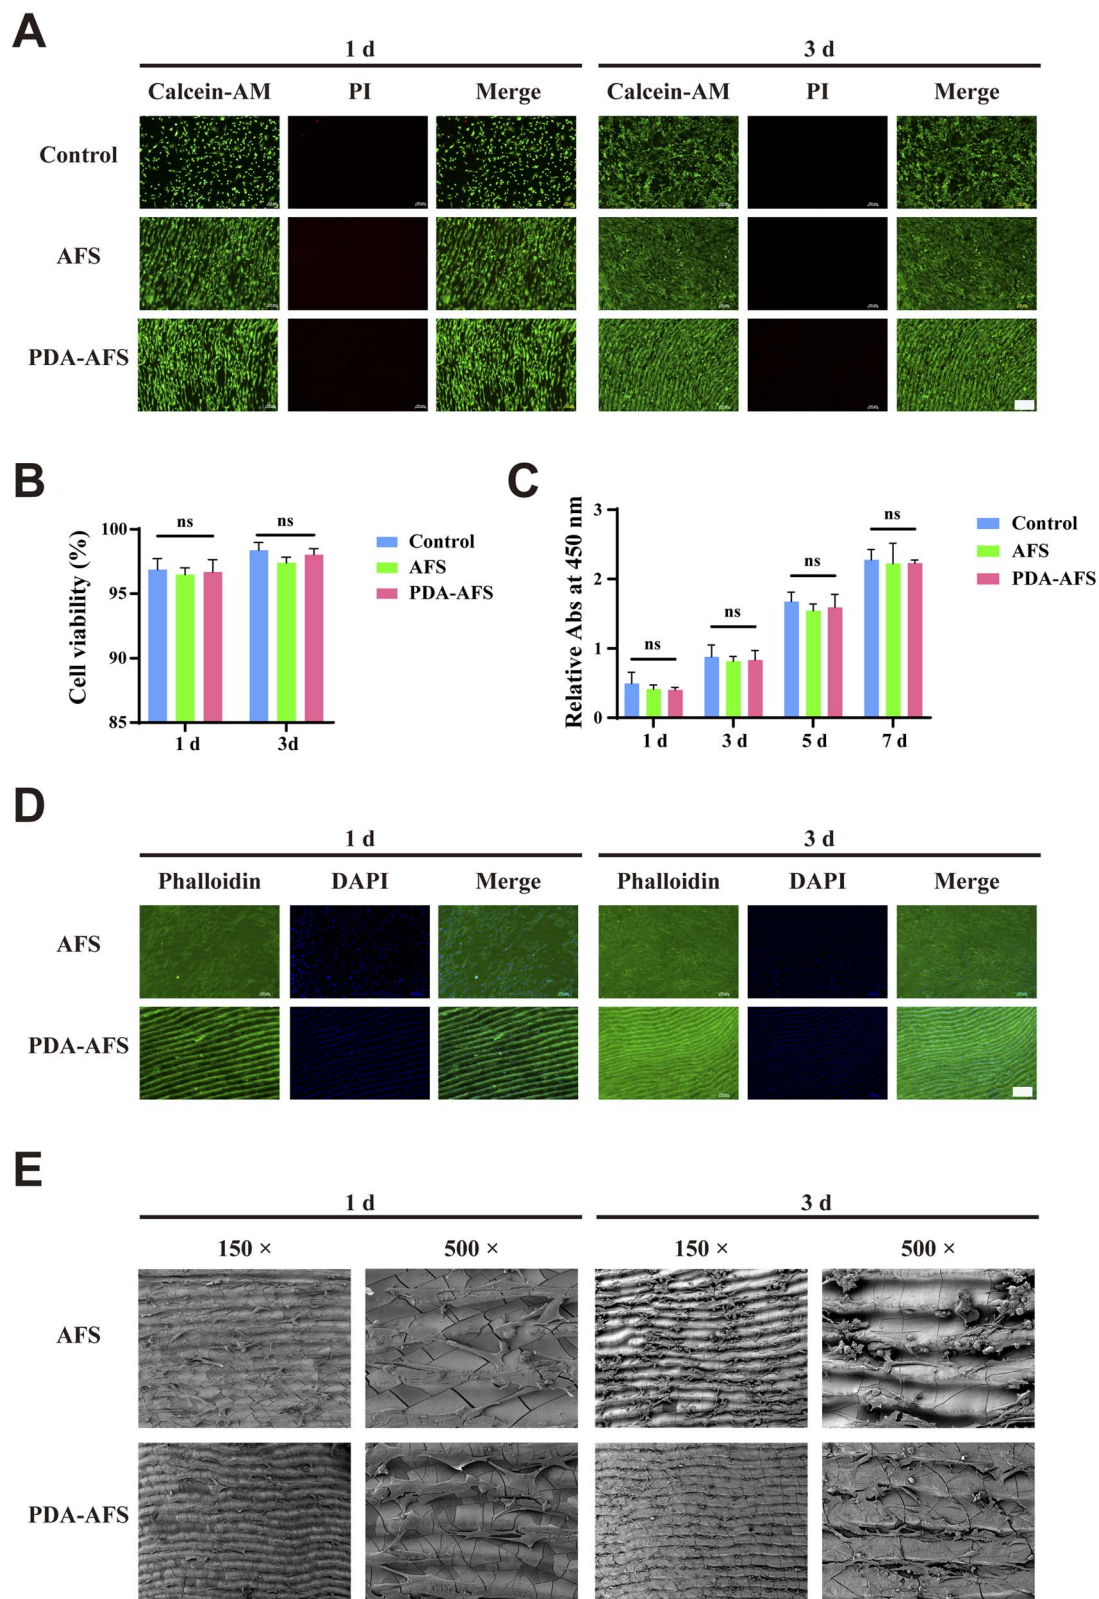 A
1 d
3 d
Calcein-AM PI Merge Calcein-AM PI Merge
Control
AFS
PDA-AFS
B
Cell viability (%)
100
95
90
85
ns
ns
1 d
3d
Control
AFS
PDA-AFS
C
Relative Abs at 450 nm
3
2
1
0
ns
ns
ns
ns
1 d
3 d
5 d
7 d
Control
AFS
PDA-AFS
D
1 d
3 d
Phalloidin DAPI Merge Phalloidin DAPI Merge
AFS
PDA-AFS
E
1 d
3 d
150 × 500 × 150 × 500 ×
AFS
PDA-AFS